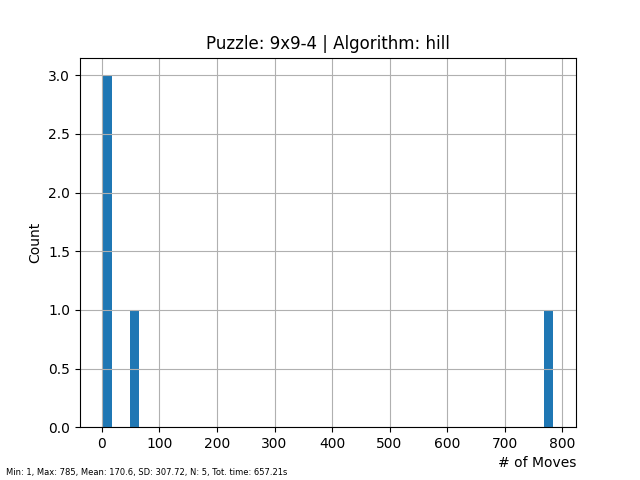 Puzzle: 9x9-4 | Algorithm: hill
3.0
2.5
2.0
1.5
1.0
0.5
0.0
Count
0 100 200 300 400 500 600 700 800
# of Moves
Min: 1, Max: 785, Mean: 170.6, SD: 307.72, N: 5, Tot. time: 657.21s